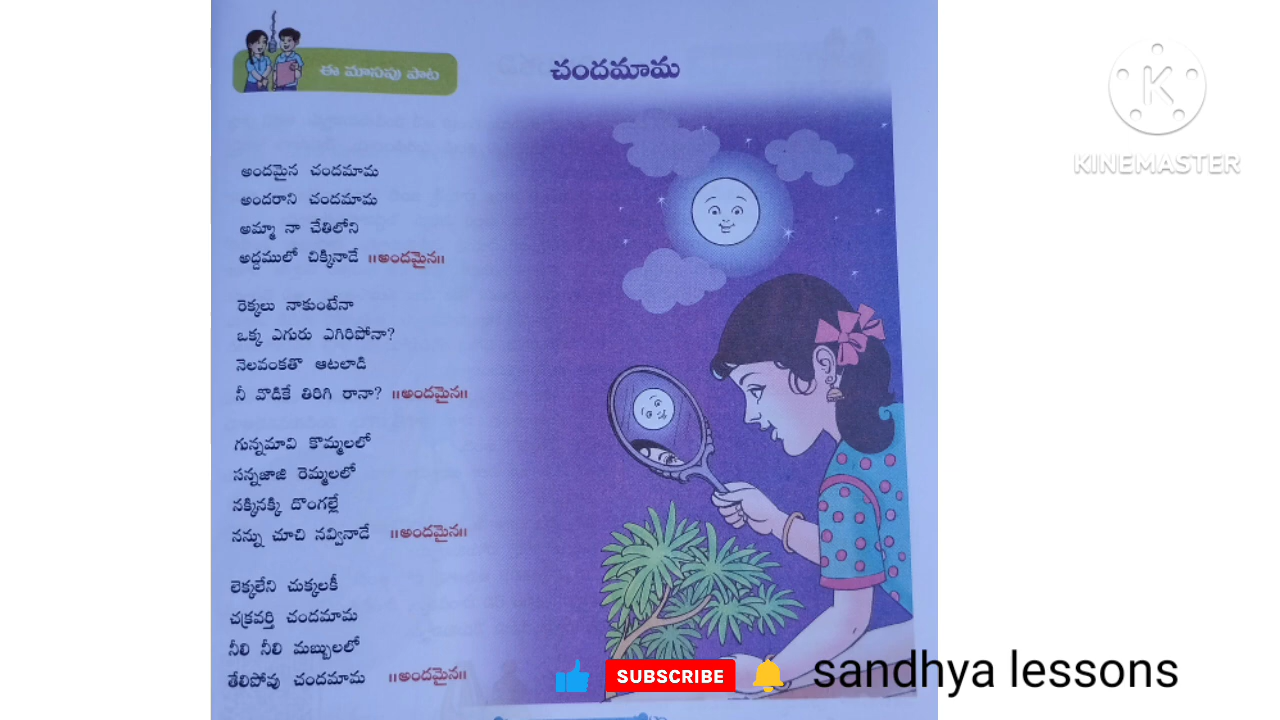 ఈ మాసపు పాట
చందమామ
అందమైన చందమామ
అందరాని చందమామ
అమ్మా నా చేతిలోని
అద్దములో చిక్కినాడే ॥అందమైన॥
రెక్కలు నాకుంటేనా
ఒక్క ఎగురు ఎగిరిపోనా?
నెలవంకతొ ఆటలాడి
నీ వొడికే తిరిగి రానా? ॥అందమైన॥
గున్నమావి కొమ్మలలో
సన్నజాజి రెమ్మలలో
నక్కినక్కి దొంగల్లే
నన్ను చూచి నవ్వినాడే ॥అందమైన॥
లెక్కలేని చుక్కలకీ
చక్రవర్తి చందమామ
నీలి నీలి మబ్బులలో
తేలిపోవు చందమామ ॥అందమైన॥
K
KINEMASTER
SUBSCRIBE
sandhya lessons